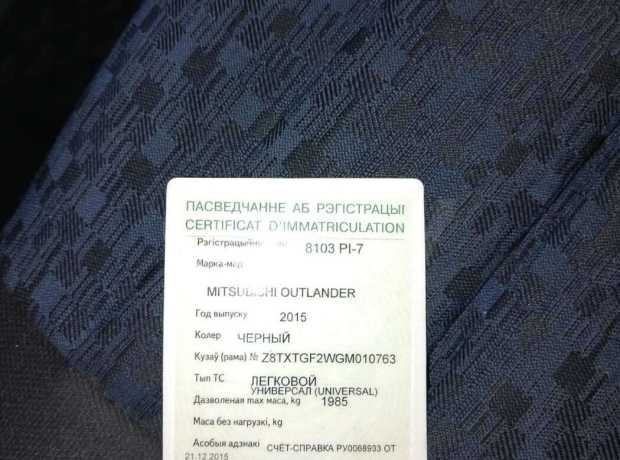 ПАСВЕДЧАННЕ АБ РЭГІСТРАЦЫІ
CERTIFICAT D'IMMATRICULATION
8103 PI-7
Марка-мад
MITSUBISHI OUTLANDER
Год выпуску 2015
Колер ЧЕРНЫЙ
Кузаў (рама) № Z8TXTGF2WGM010763
Тып ТС ЛЕГКОВОЙ
УНИВЕРСАЛ (UNIVERSAL)
Дазволеная max маса, kg 1985
Маса без нагрузкі, kg
Асобыя адзнакі СЧЁТ-СПРАВКА РУ0068933 ОТ
21.12.2015